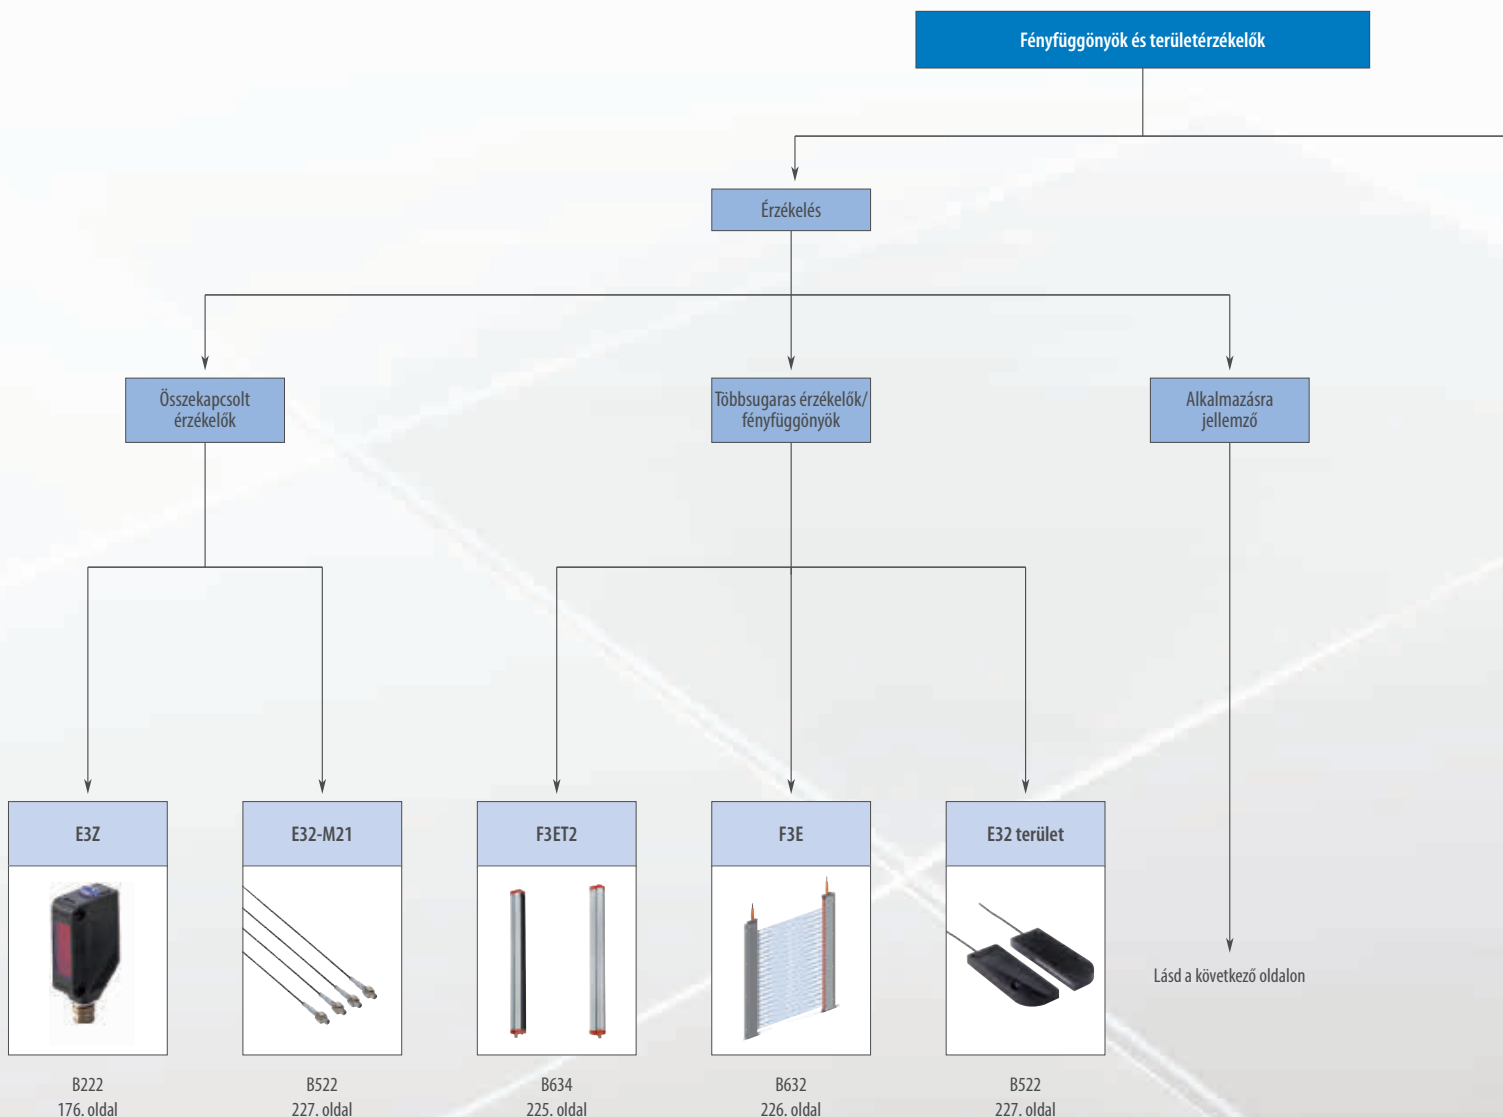 Fényfüggönyök és területérzékelők
Érzékelés
Összekapcsolt
érzékelők
Többsugaras érzékelők/
fényfüggönyök
Alkalmazásra
jellemző
E3Z
E32-M21
F3ET2
F3E
E32 terület
Lásd a következő oldalon
B222
176. oldal
B522
227. oldal
B634
225. oldal
B632
226. oldal
B522
227. oldal